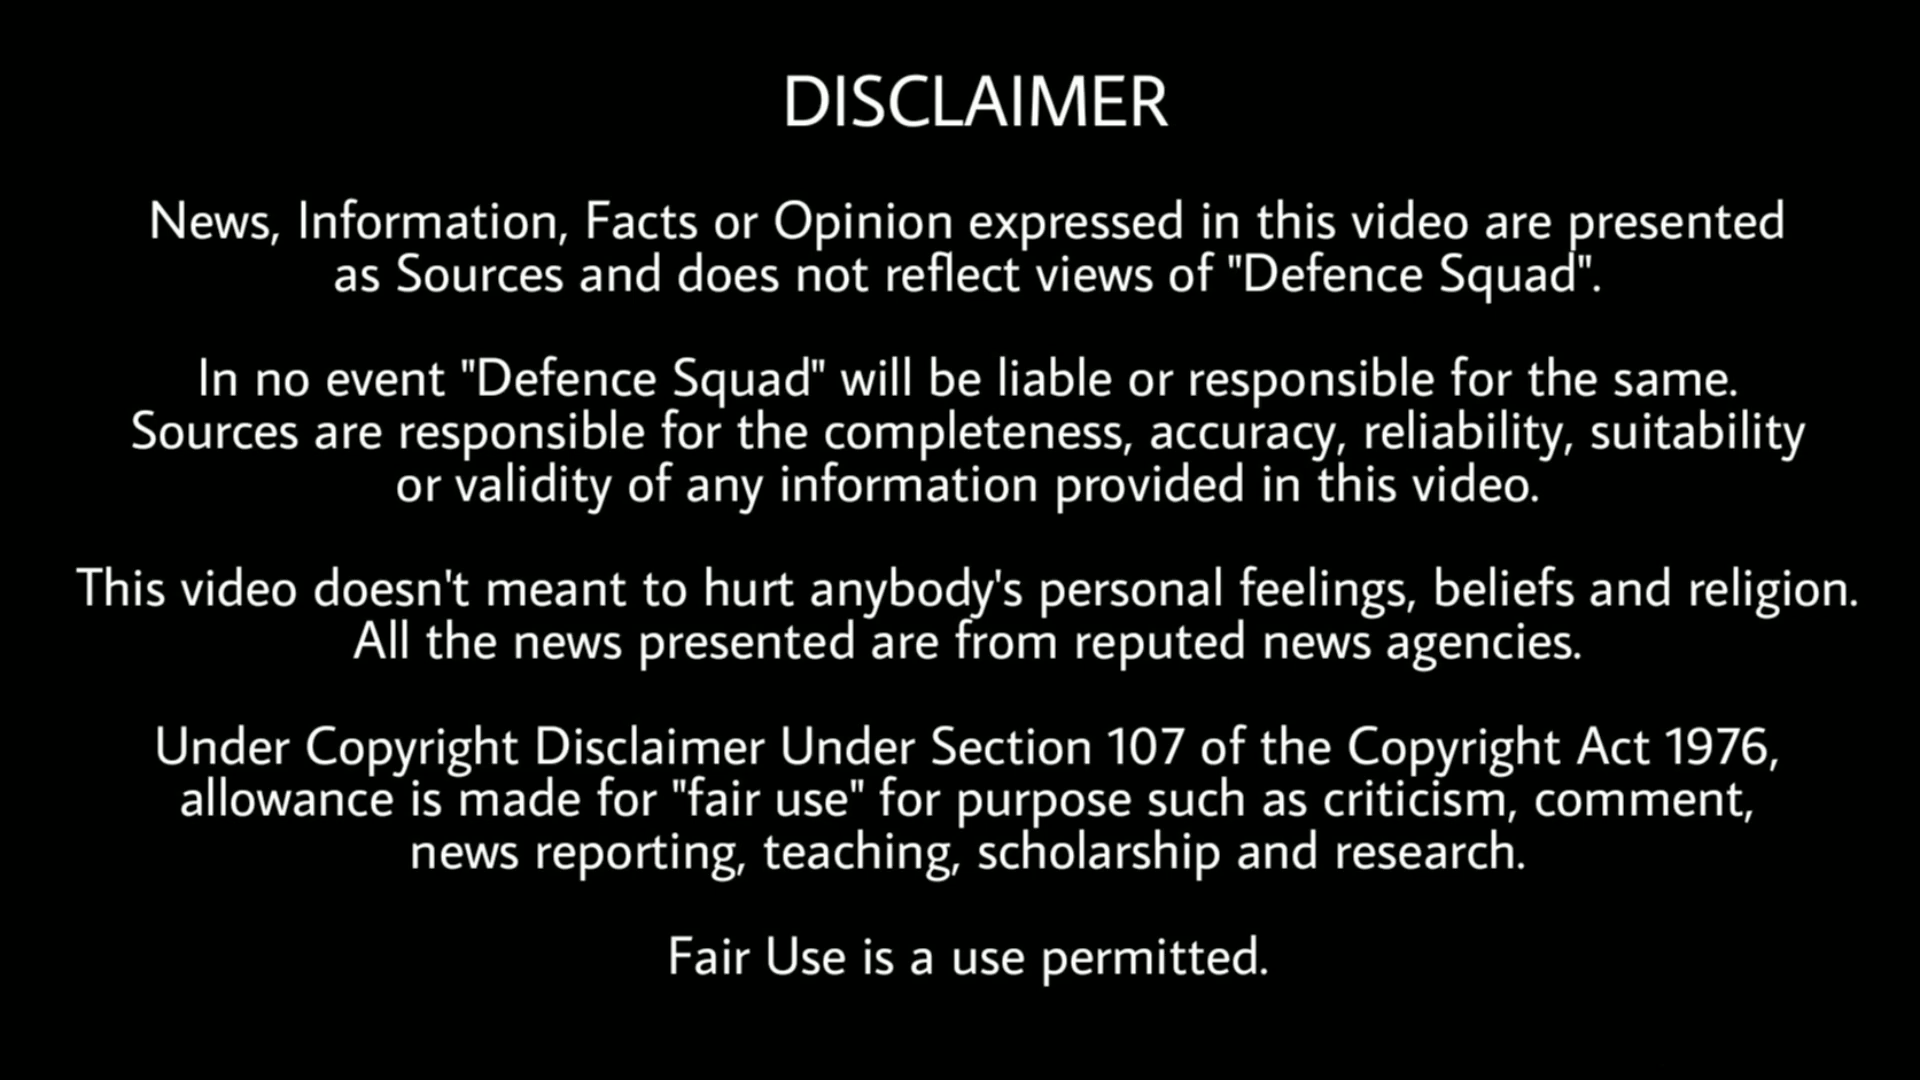 DISCLAIMER
News, Information, Facts or Opinion expressed in this video are presented
as Sources and does not reflect views of "Defence Squad".
In no event "Defence Squad" will be liable or responsible for the same.
Sources are responsible for the completeness, accuracy, reliability, suitability
or validity of any information provided in this video.
This video doesn't meant to hurt anybody's personal feelings, beliefs and religion.
All the news presented are from reputed news agencies.
Under Copyright Disclaimer Under Section 107 of the Copyright Act 1976,
allowance is made for "fair use" for purpose such as criticism, comment,
news reporting, teaching, scholarship and research.
Fair Use is a use permitted.